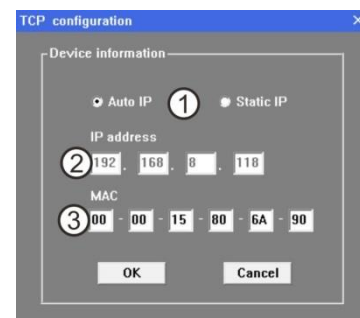 TCP configuration ×
Device information
Auto IP 1 Static IP
IP address
2 192 . 168 . 8 . 118
MAC
3 00 - 00 - 15 - 80 - 6A - 90
OK Cancel